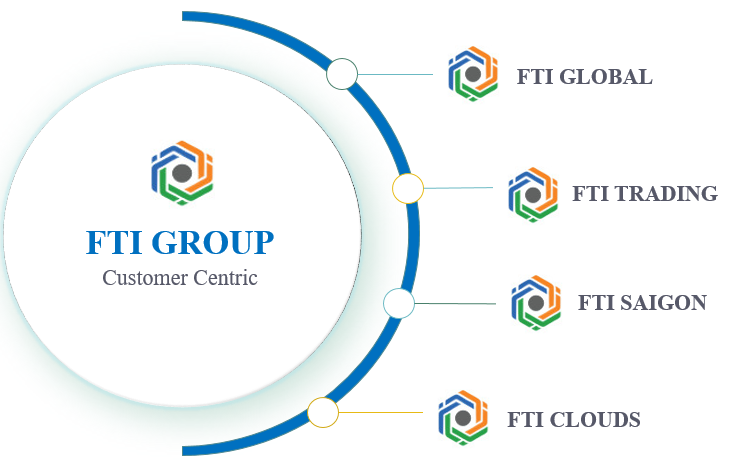 FTI GROUP
Customer Centric
FTI GLOBAL
FTI TRADING
FTI SAIGON
FTI CLOUDS